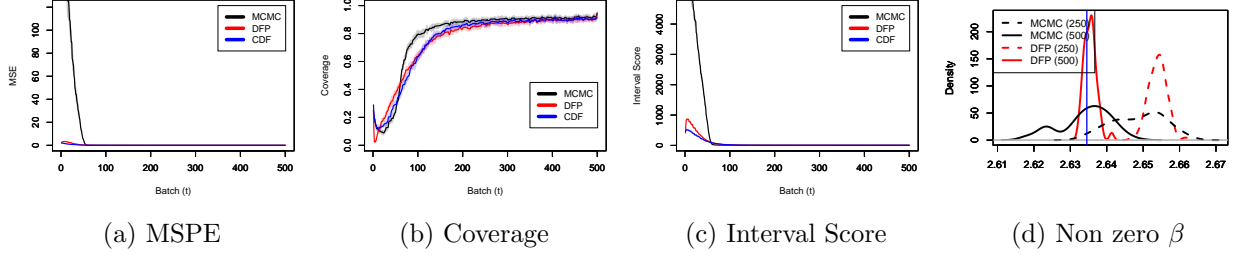 MSE
0 20 40 60 80 100
0 100 200 300 400 500
Batch (t)
MCMC
DFP
CDF
(a) MSPE
Coverage
0.0 0.2 0.4 0.6 0.8 1.0
0 100 200 300 400 500
Batch (t)
MCMC
DFP
CDF
(b) Coverage
Interval Score
0 1000 2000 3000 4000
0 100 200 300 400 500
Batch (t)
MCMC
DFP
CDF
(c) Interval Score
Density
0 50 100 150 200
2.61 2.62 2.63 2.64 2.65 2.66 2.67
MCMC (250)
MCMC (500)
DFP (250)
DFP (500)
(d) Non zero β